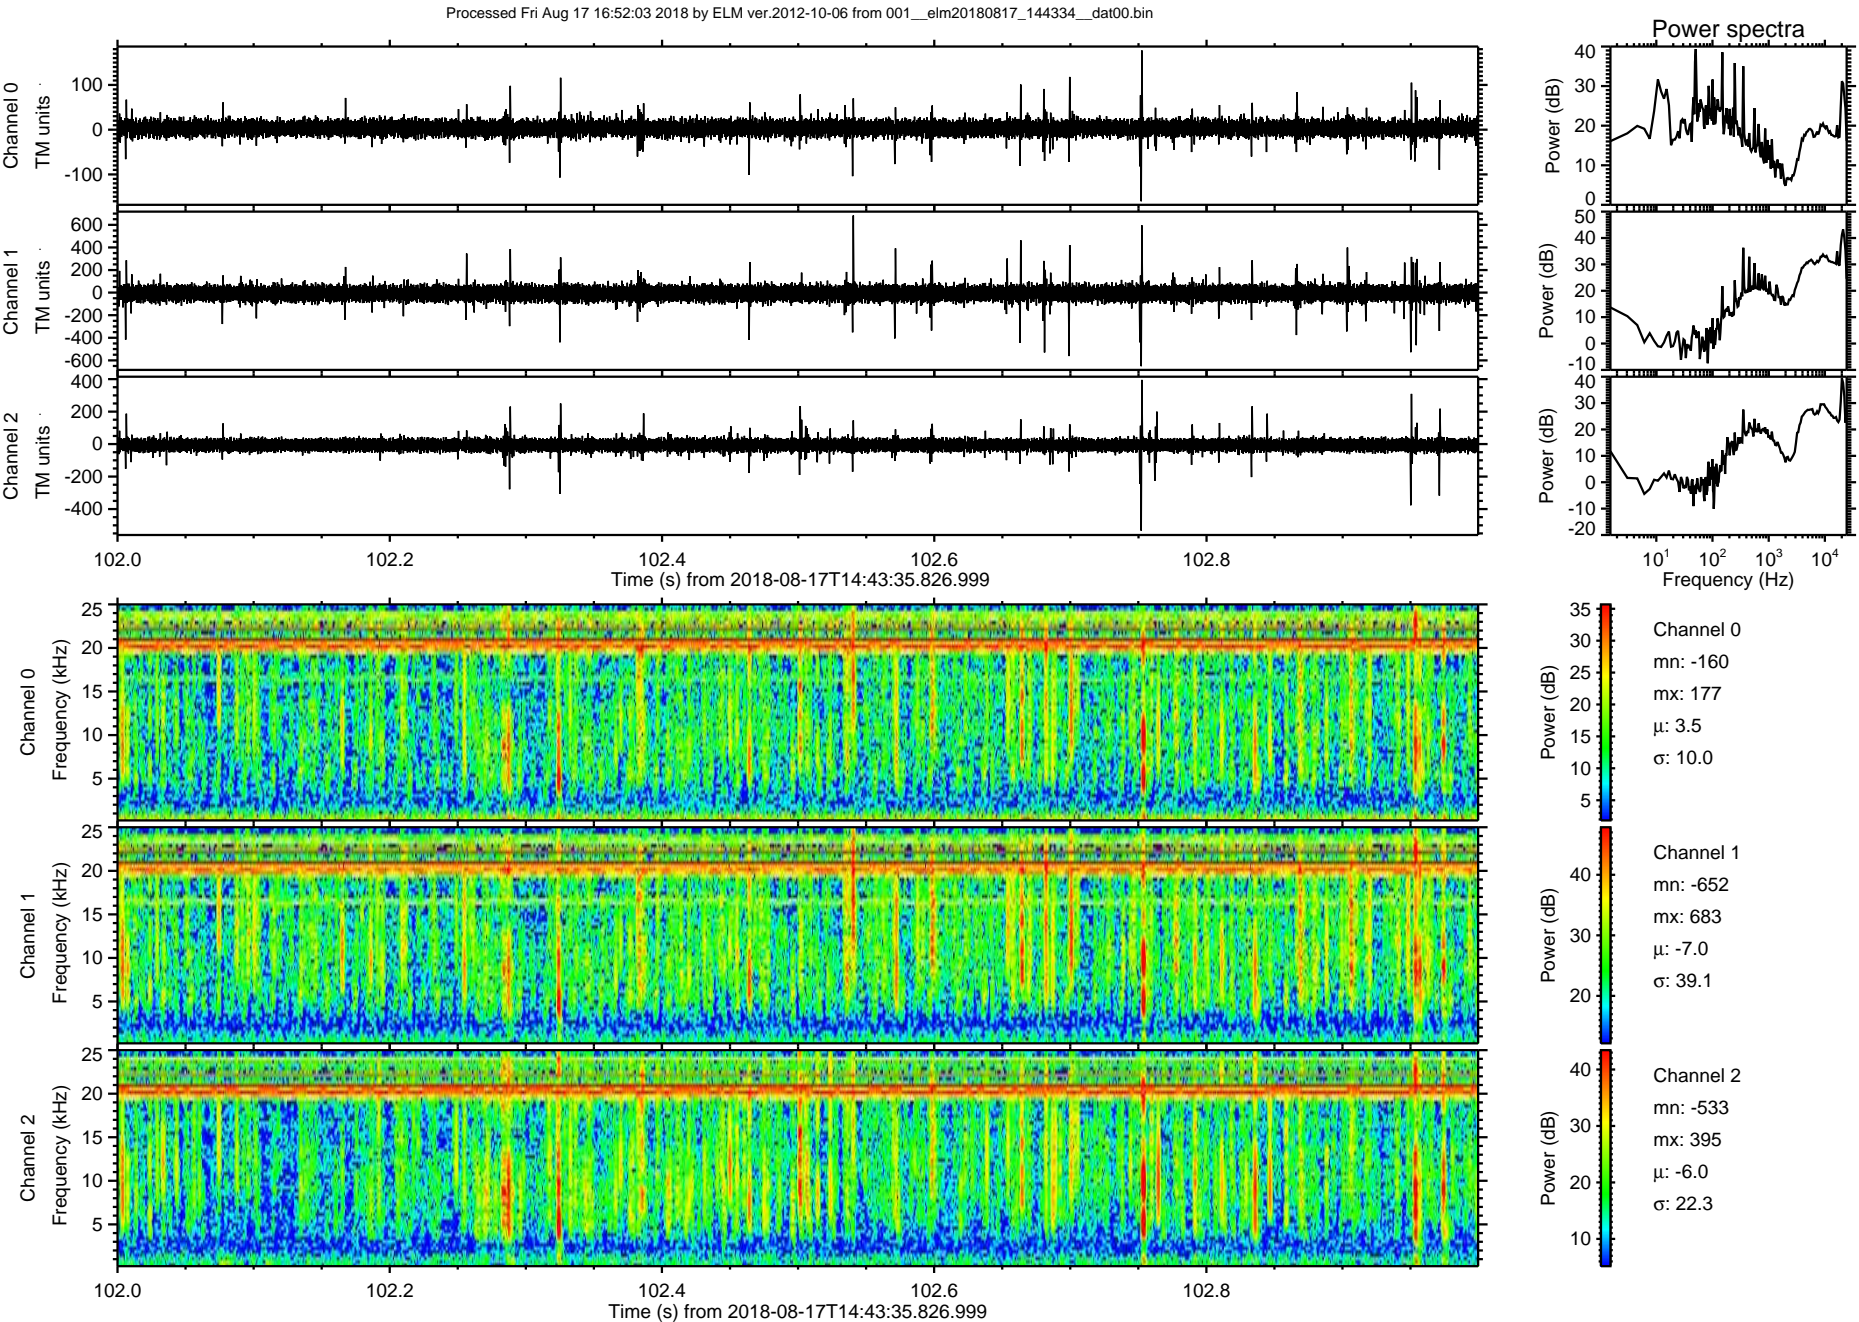 Processed Fri Aug 17 16:52:03 2018 by ELM ver.2012-10-06 from 001__elm20180817_144334__dat00.bin
Power spectra
Channel 0
TM units
100
0
-100
Power (dB)
40
30
20
10
0
Channel 1
TM units
600
400
200
0
-200
-400
-600
Power (dB)
50
40
30
20
10
0
-10
Channel 2
TM units
400
200
0
-200
-400
Power (dB)
40
30
20
10
0
-10
-20
102.0 102.2 102.4 102.6 102.8
Time (s) from 2018-08-17T14:43:35.826.999
10¹ 10² 10³ 10⁴
Frequency (Hz)
Channel 0
Frequency (kHz)
25
20
15
10
5
Power (dB)
35
30
25
20
15
10
5
Channel 0
mn: -160
mx: 177
μ: 3.5
σ: 10.0
Channel 1
Frequency (kHz)
25
20
15
10
5
Power (dB)
40
30
20
Channel 1
mn: -652
mx: 683
μ: -7.0
σ: 39.1
Channel 2
Frequency (kHz)
25
20
15
10
5
Power (dB)
40
30
20
10
Channel 2
mn: -533
mx: 395
μ: -6.0
σ: 22.3
102.0 102.2 102.4 102.6 102.8
Time (s) from 2018-08-17T14:43:35.826.999